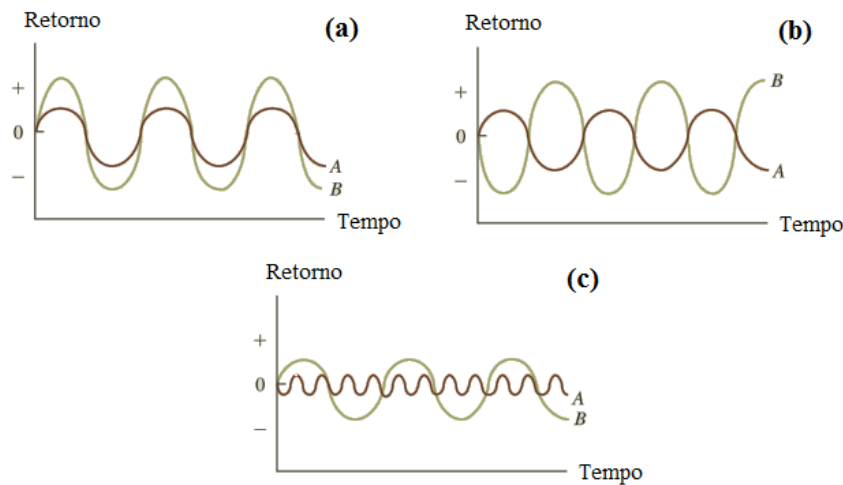 Retorno
(a)
+
0
−
A
B
Tempo
Retorno
(b)
+
0
−
B
A
Tempo
Retorno
(c)
+
0
−
A
B
Tempo